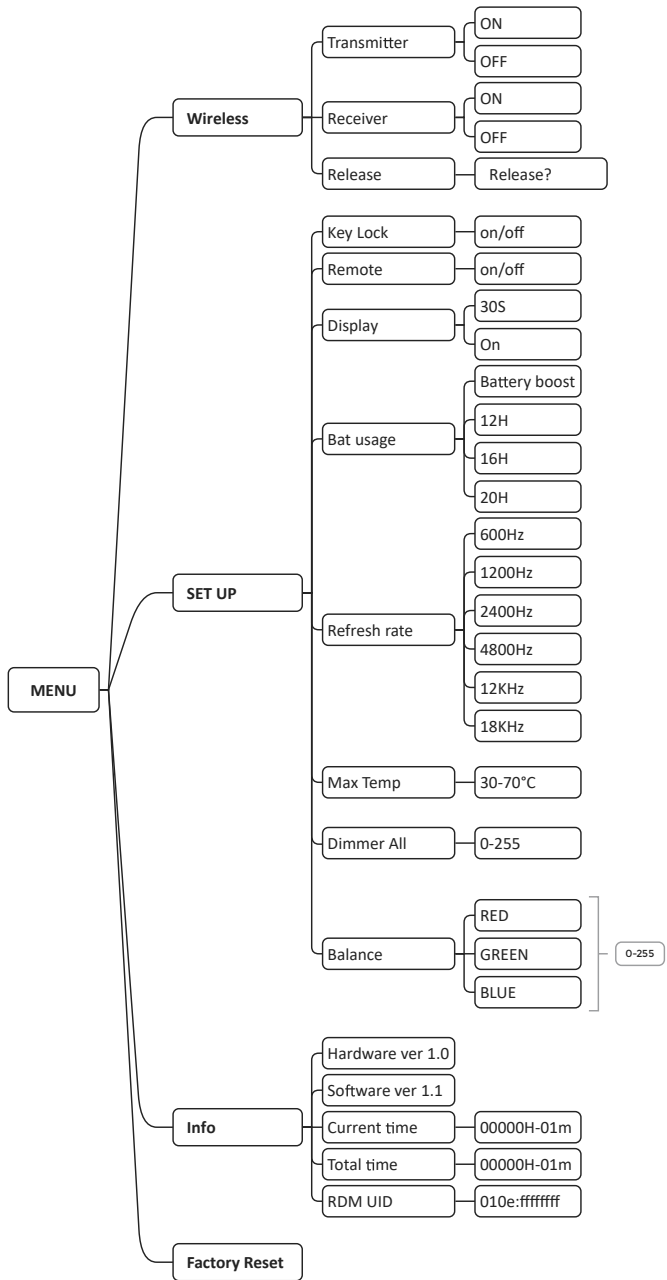 MENU
Wireless
Transmitter
ON
OFF
Receiver
ON
OFF
Release
Release?
SET UP
Key Lock
on/off
Remote
on/off
Display
30S
On
Bat usage
Battery boost
12H
16H
20H
Refresh rate
600Hz
1200Hz
2400Hz
4800Hz
12KHz
18KHz
Max Temp
30-70°C
Dimmer All
0-255
Balance
RED
GREEN
BLUE
0-255
Info
Hardware ver 1.0
Software ver 1.1
Current time
00000H-01m
Total time
00000H-01m
RDM UID
010e:ffffffff
Factory Reset